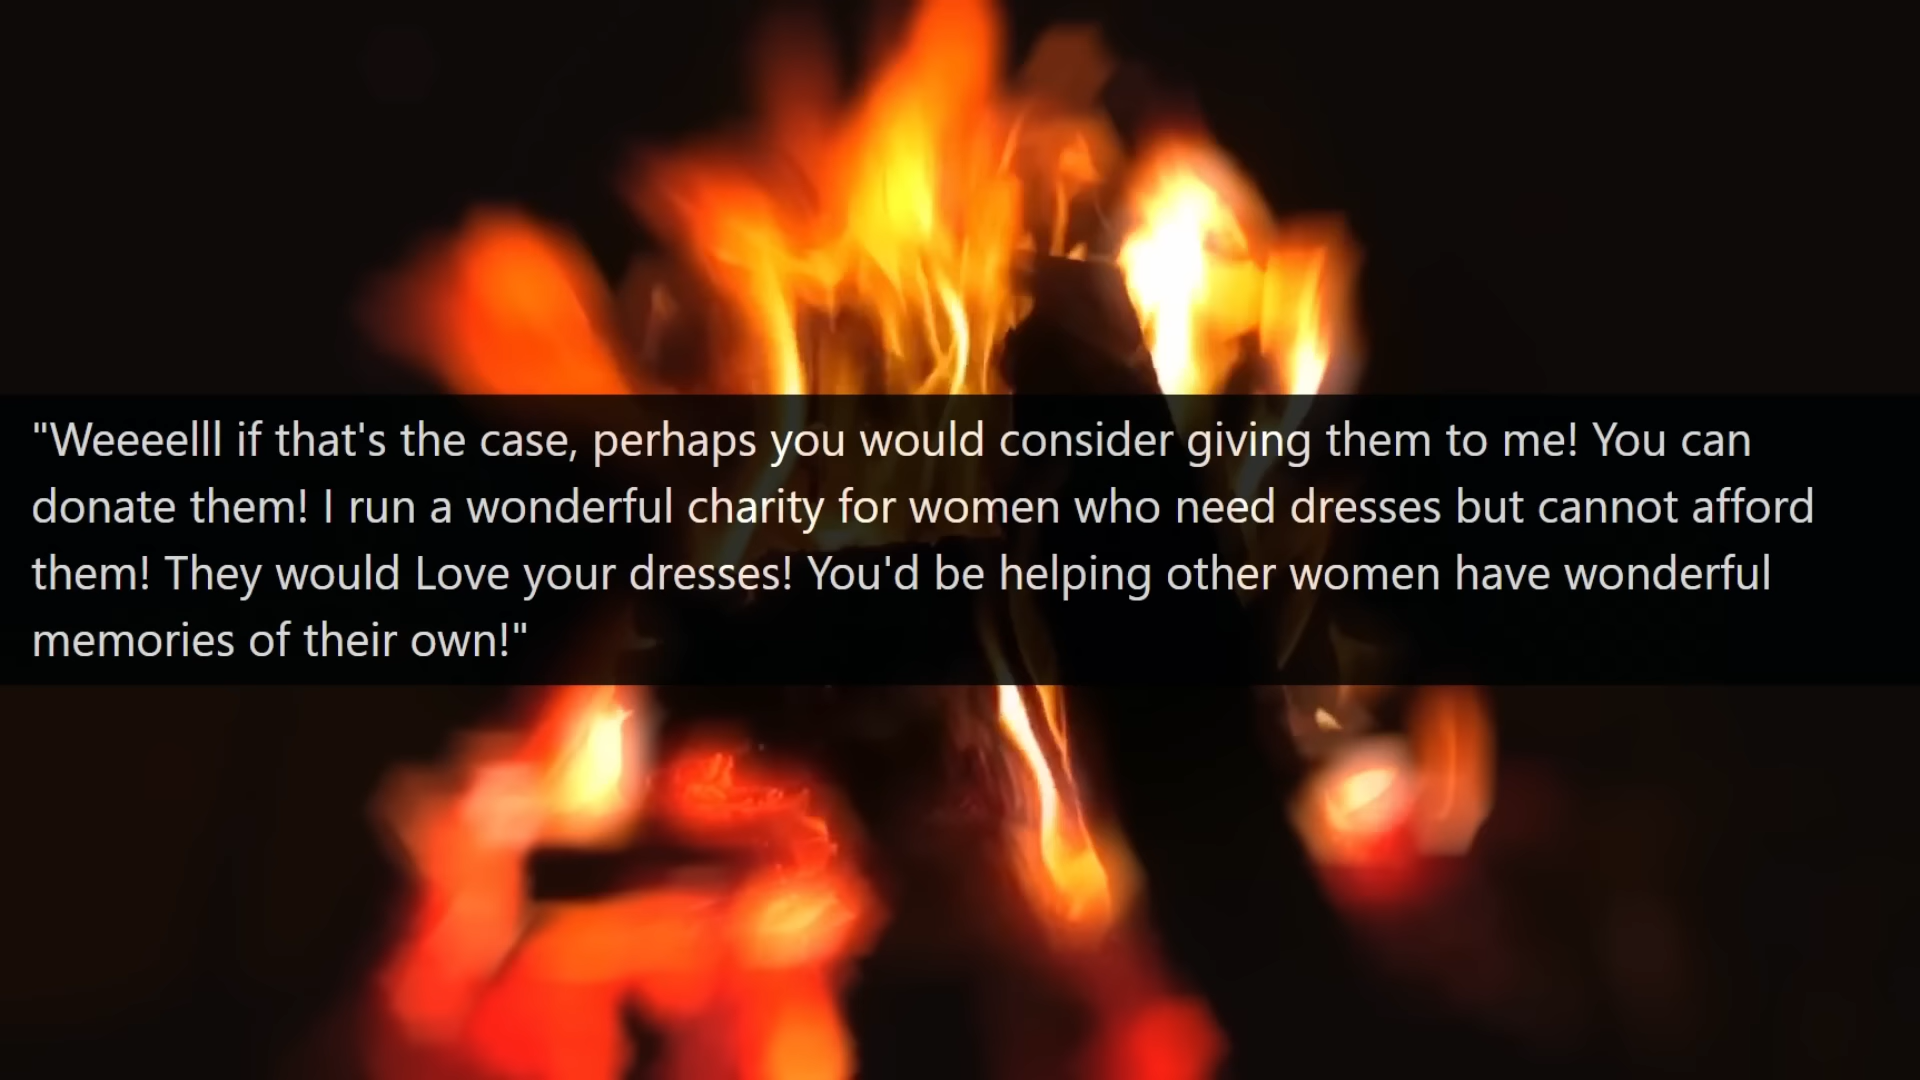 "Weeeelll if that's the case, perhaps you would consider giving them to me! You can
donate them! I run a wonderful charity for women who need dresses but cannot afford
them! They would Love your dresses! You'd be helping other women have wonderful
memories of their own!"